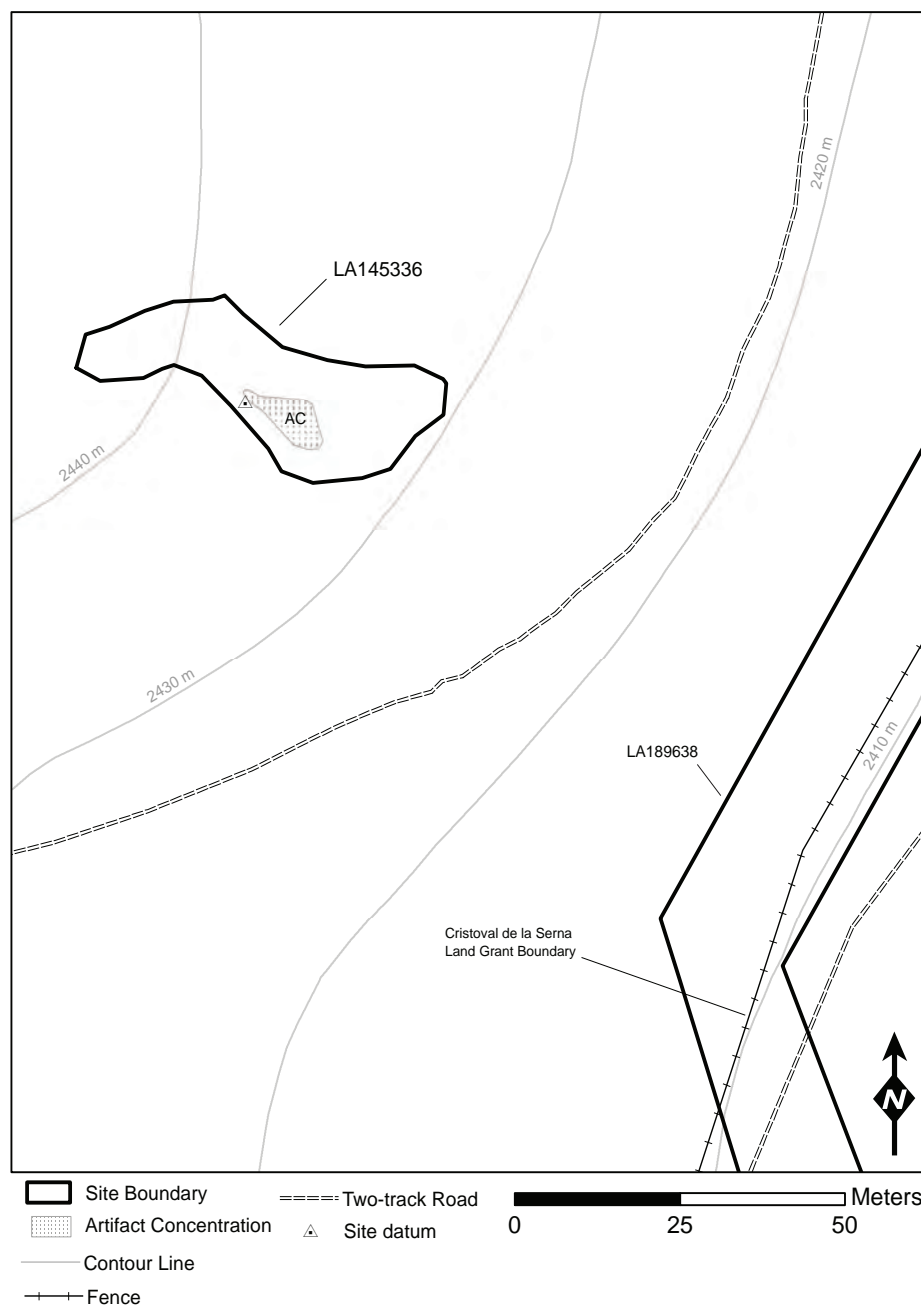 LA145336
2420 m
AC
2440 m
2430 m
LA189638
2410 m
Cristoval de la Serna
Land Grant Boundary
N
Site Boundary
Artifact Concentration
Contour Line
Fence
Two-track Road
Site datum
Meters
0 25 50